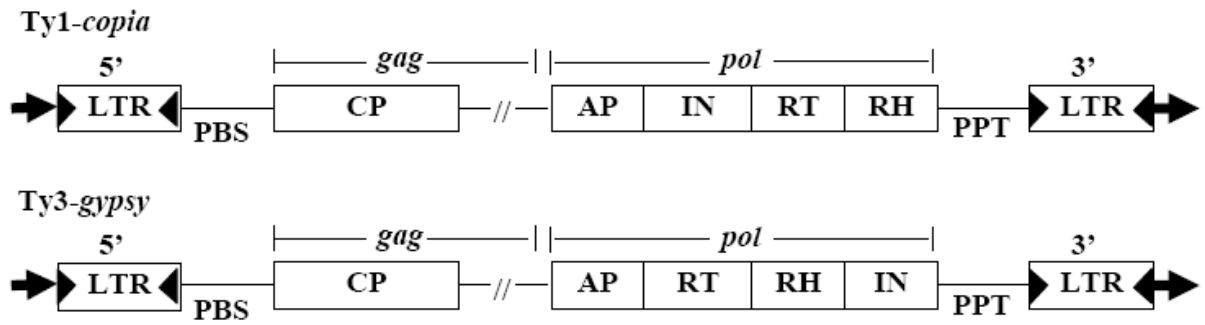 Ty1-copia
5’ gag pol 3’
LTR CP // AP IN RT RH LTR
PBS PPT
Ty3-gypsy
5’ gag pol 3’
LTR CP // AP RT RH IN LTR
PBS PPT